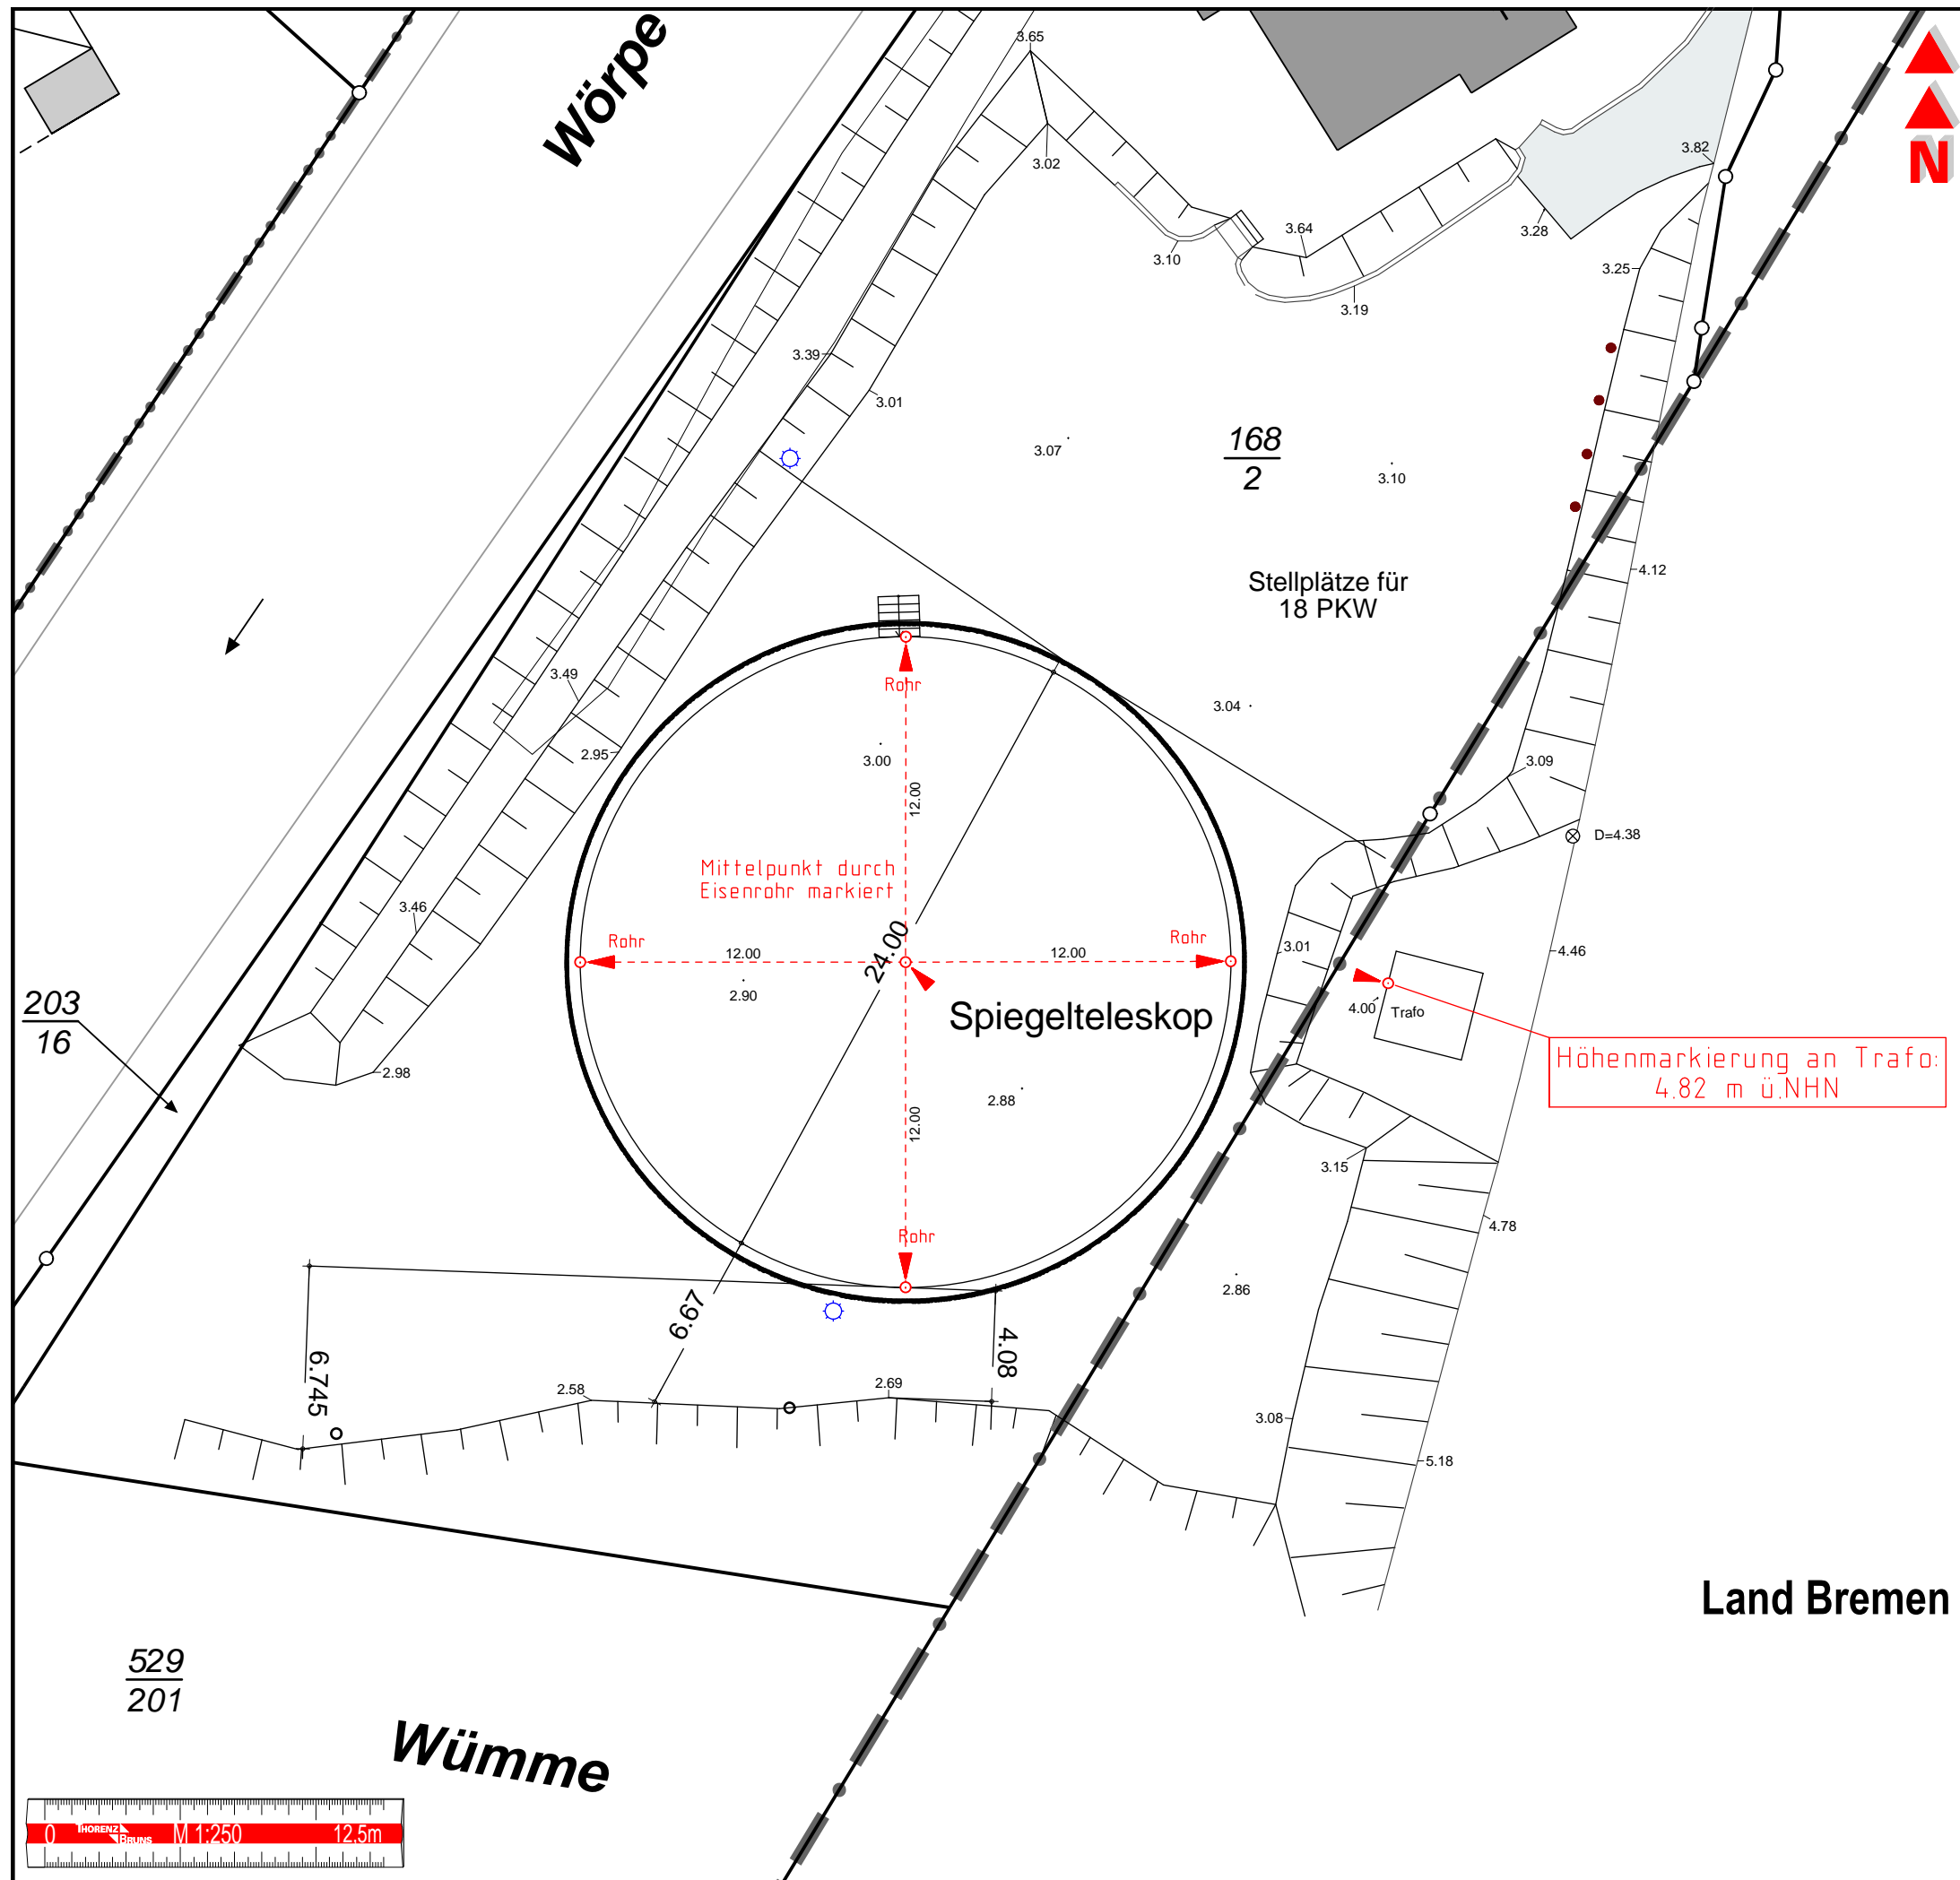 Wörpe
3.65
3.02
3.10
3.64
3.19
3.28
3.82
N
3.25
3.39
3.01
3.07
168
2
3.10
4.12
Stellplätze für
18 PKW
3.49
2.95
Rohr
3.04
3.00
12.00
3.09
D=4.38
Mittelpunkt durch
Eisenrohr markiert
3.46
24.00
Rohr
12.00
12.00
Rohr
3.01
4.46
2.90
203
16
Spiegelteleskop
4.00
Trafo
Höhenmarkierung an Trafo:
4.82 m ü.NHN
2.98
2.88
12.00
3.15
4.78
Rohr
2.86
6.67
4.08
6.745
2.58
2.69
3.08
5.18
Land Bremen
529
201
Wümme
0 THORENZ BRUNS M 1:250 12,5m